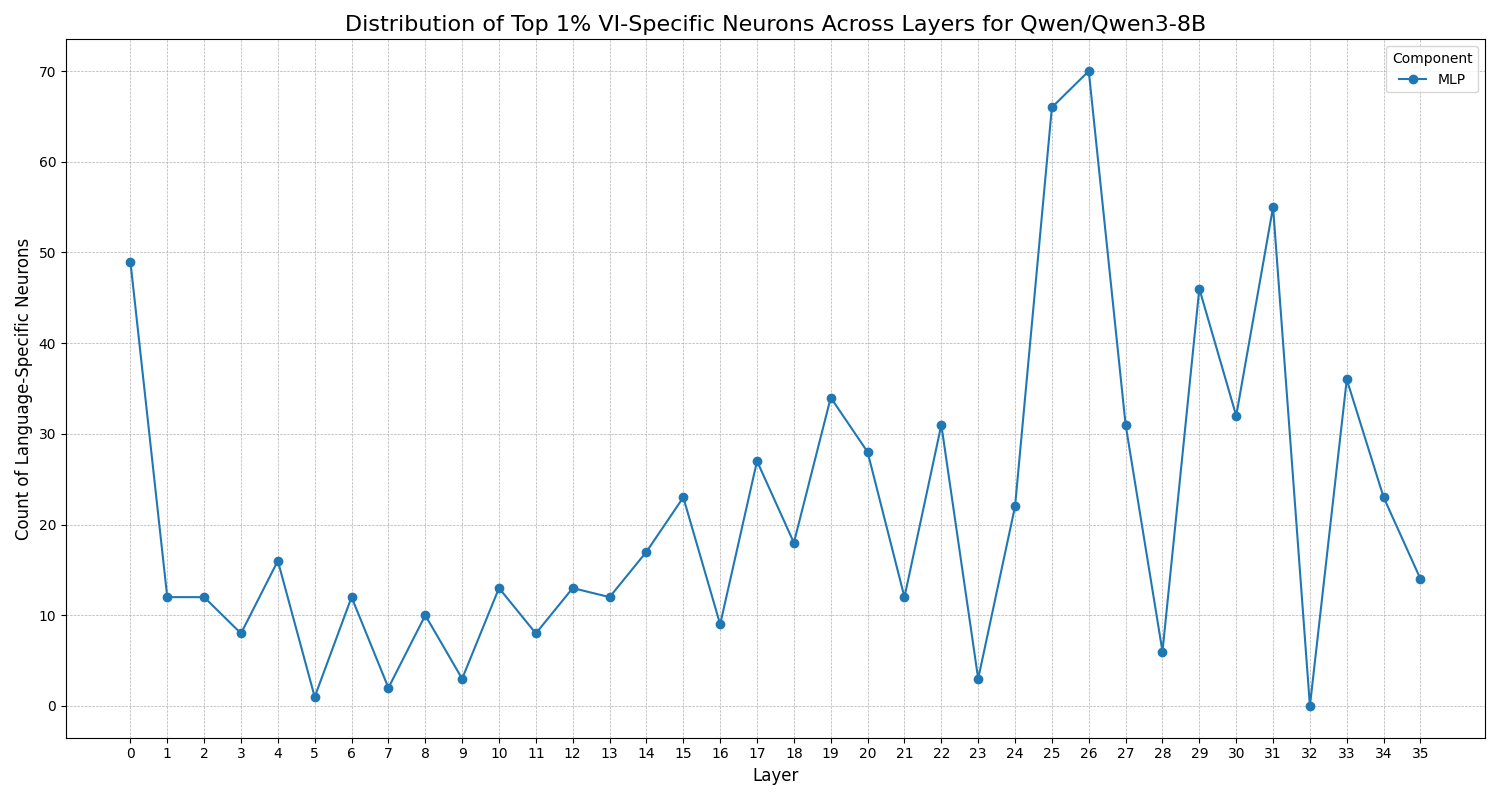 Distribution of Top 1% VI-Specific Neurons Across Layers for Qwen/Qwen3-8B
Component
MLP
Count of Language-Specific Neurons
70
60
50
40
30
20
10
0
0 1 2 3 4 5 6 7 8 9 10 11 12 13 14 15 16 17 18 19 20 21 22 23 24 25 26 27 28 29 30 31 32 33 34 35
Layer